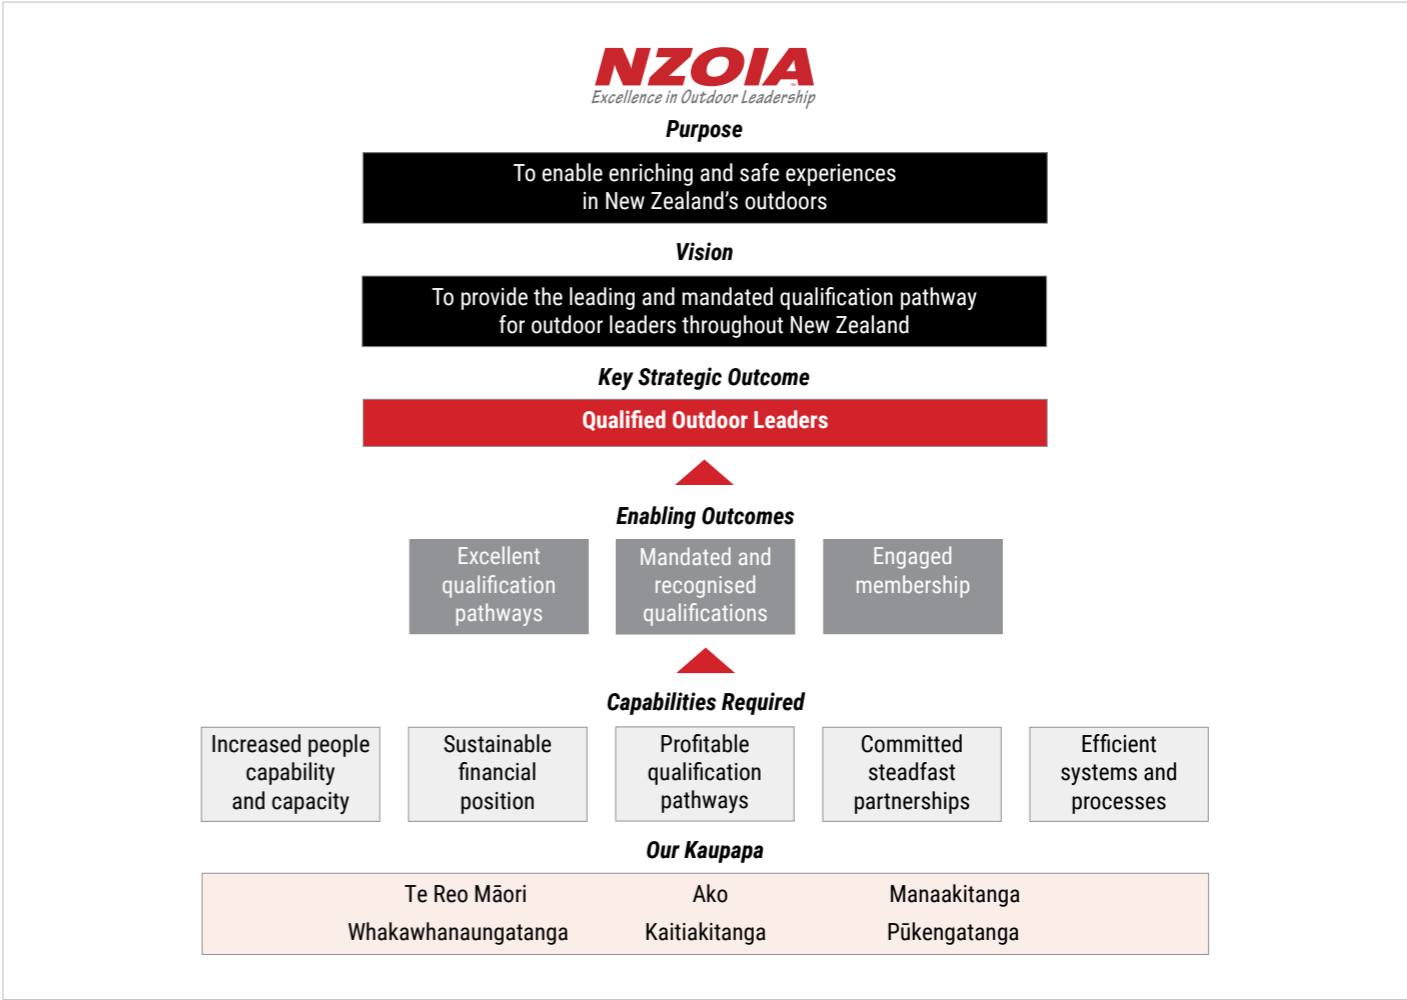 NZOIA
Excellence in Outdoor Leadership
Purpose
To enable enriching and safe experiences
in New Zealand's outdoors
Vision
To provide the leading and mandated qualification pathway
for outdoor leaders throughout New Zealand
Key Strategic Outcome
Qualified Outdoor Leaders
Enabling Outcomes
Excellent
qualification
pathways
Mandated and
recognised
qualifications
Engaged
membership
Capabilities Required
Increased people
capability
and capacity
Sustainable
financial
position
Profitable
qualification
pathways
Committed
steadfast
partnerships
Efficient
systems and
processes
Our Kaupapa
Te Reo Māori Ako Manaakitanga
Whakawhanaungatanga Kaitiakitanga Pūkengatanga